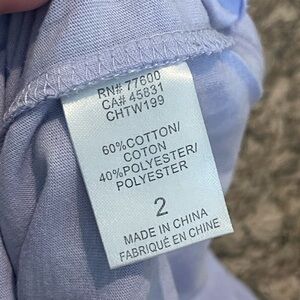 RN# 77600
CA# 45831
CHTW199
60%COTTON/
COTON
40%POLYESTER/
POLYESTER
2
MADE IN CHINA
FABRIQUÉ EN CHINE